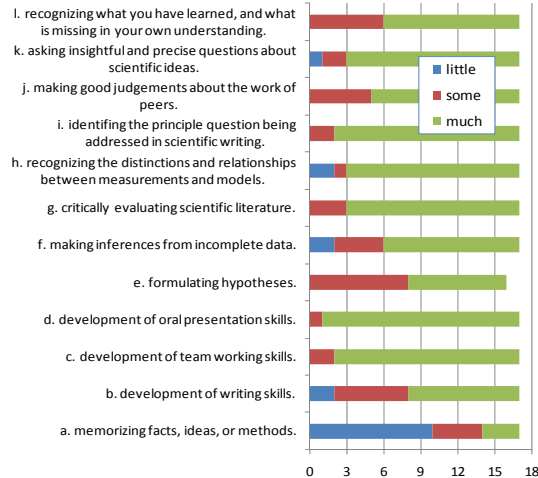 l. recognizing what you have learned, and what
is missing in your own understanding.
k. asking insightful and precise questions about
scientific ideas.
j. making good judgements about the work of
peers.
i. identifing the principle question being
addressed in scientific writing.
h. recognizing the distinctions and relationships
between measurements and models.
g. critically evaluating scientific literature.
f. making inferences from incomplete data.
e. formulating hypotheses.
d. development of oral presentation skills.
c. development of team working skills.
b. development of writing skills.
a. memorizing facts, ideas, or methods.
little
some
much
0 3 6 9 12 15 18